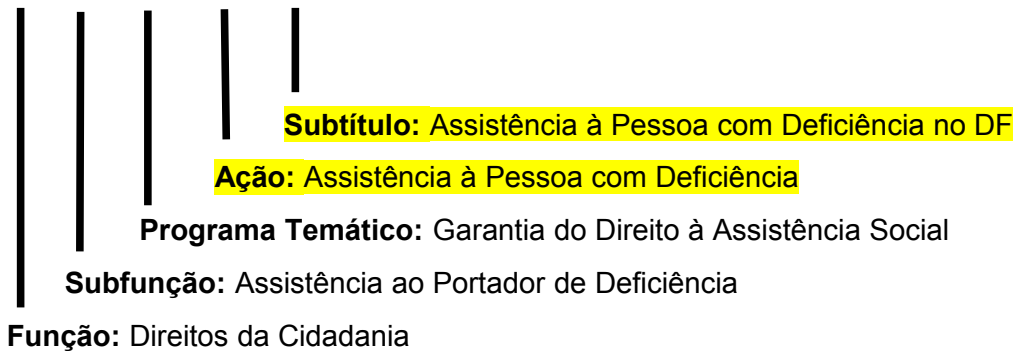 Subtítulo: Assistência à Pessoa com Deficiência no DF
Ação: Assistência à Pessoa com Deficiência
Programa Temático: Garantia do Direito à Assistência Social
Subfunção: Assistência ao Portador de Deficiência
Função: Direitos da Cidadania